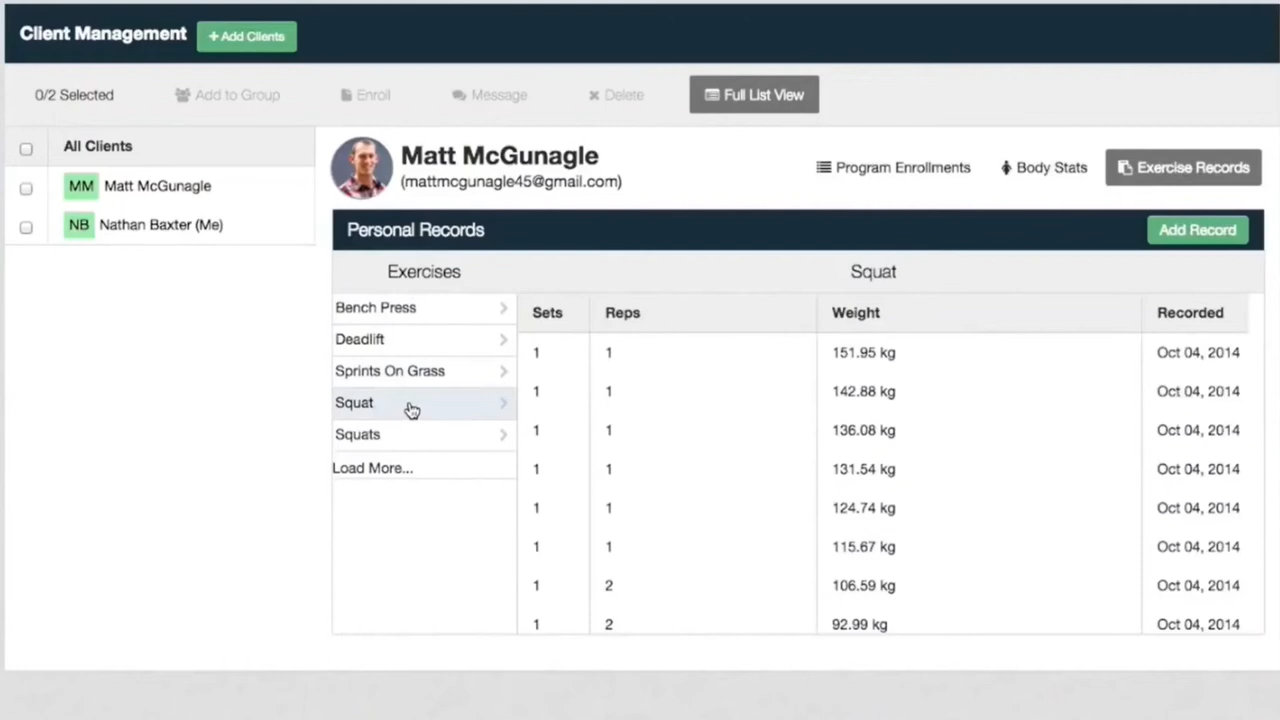 Client Management
+ Add Clients
0/2 Selected
Add to Group
Enroll
Message
Delete
Full List View
All Clients
MM Matt McGunagle
NB Nathan Baxter (Me)
Matt McGunagle
(mattmcgunagle45@gmail.com)
Program Enrollments
Body Stats
Exercise Records
Personal Records
Add Record
Exercises
Squat
Bench Press
Deadlift
Sprints On Grass
Squat
Squats
Load More...
Sets Reps Weight Recorded
1 1 151.95 kg Oct 04, 2014
1 1 142.88 kg Oct 04, 2014
1 1 136.08 kg Oct 04, 2014
1 1 131.54 kg Oct 04, 2014
1 1 124.74 kg Oct 04, 2014
1 1 115.67 kg Oct 04, 2014
1 2 106.59 kg Oct 04, 2014
1 2 92.99 kg Oct 04, 2014